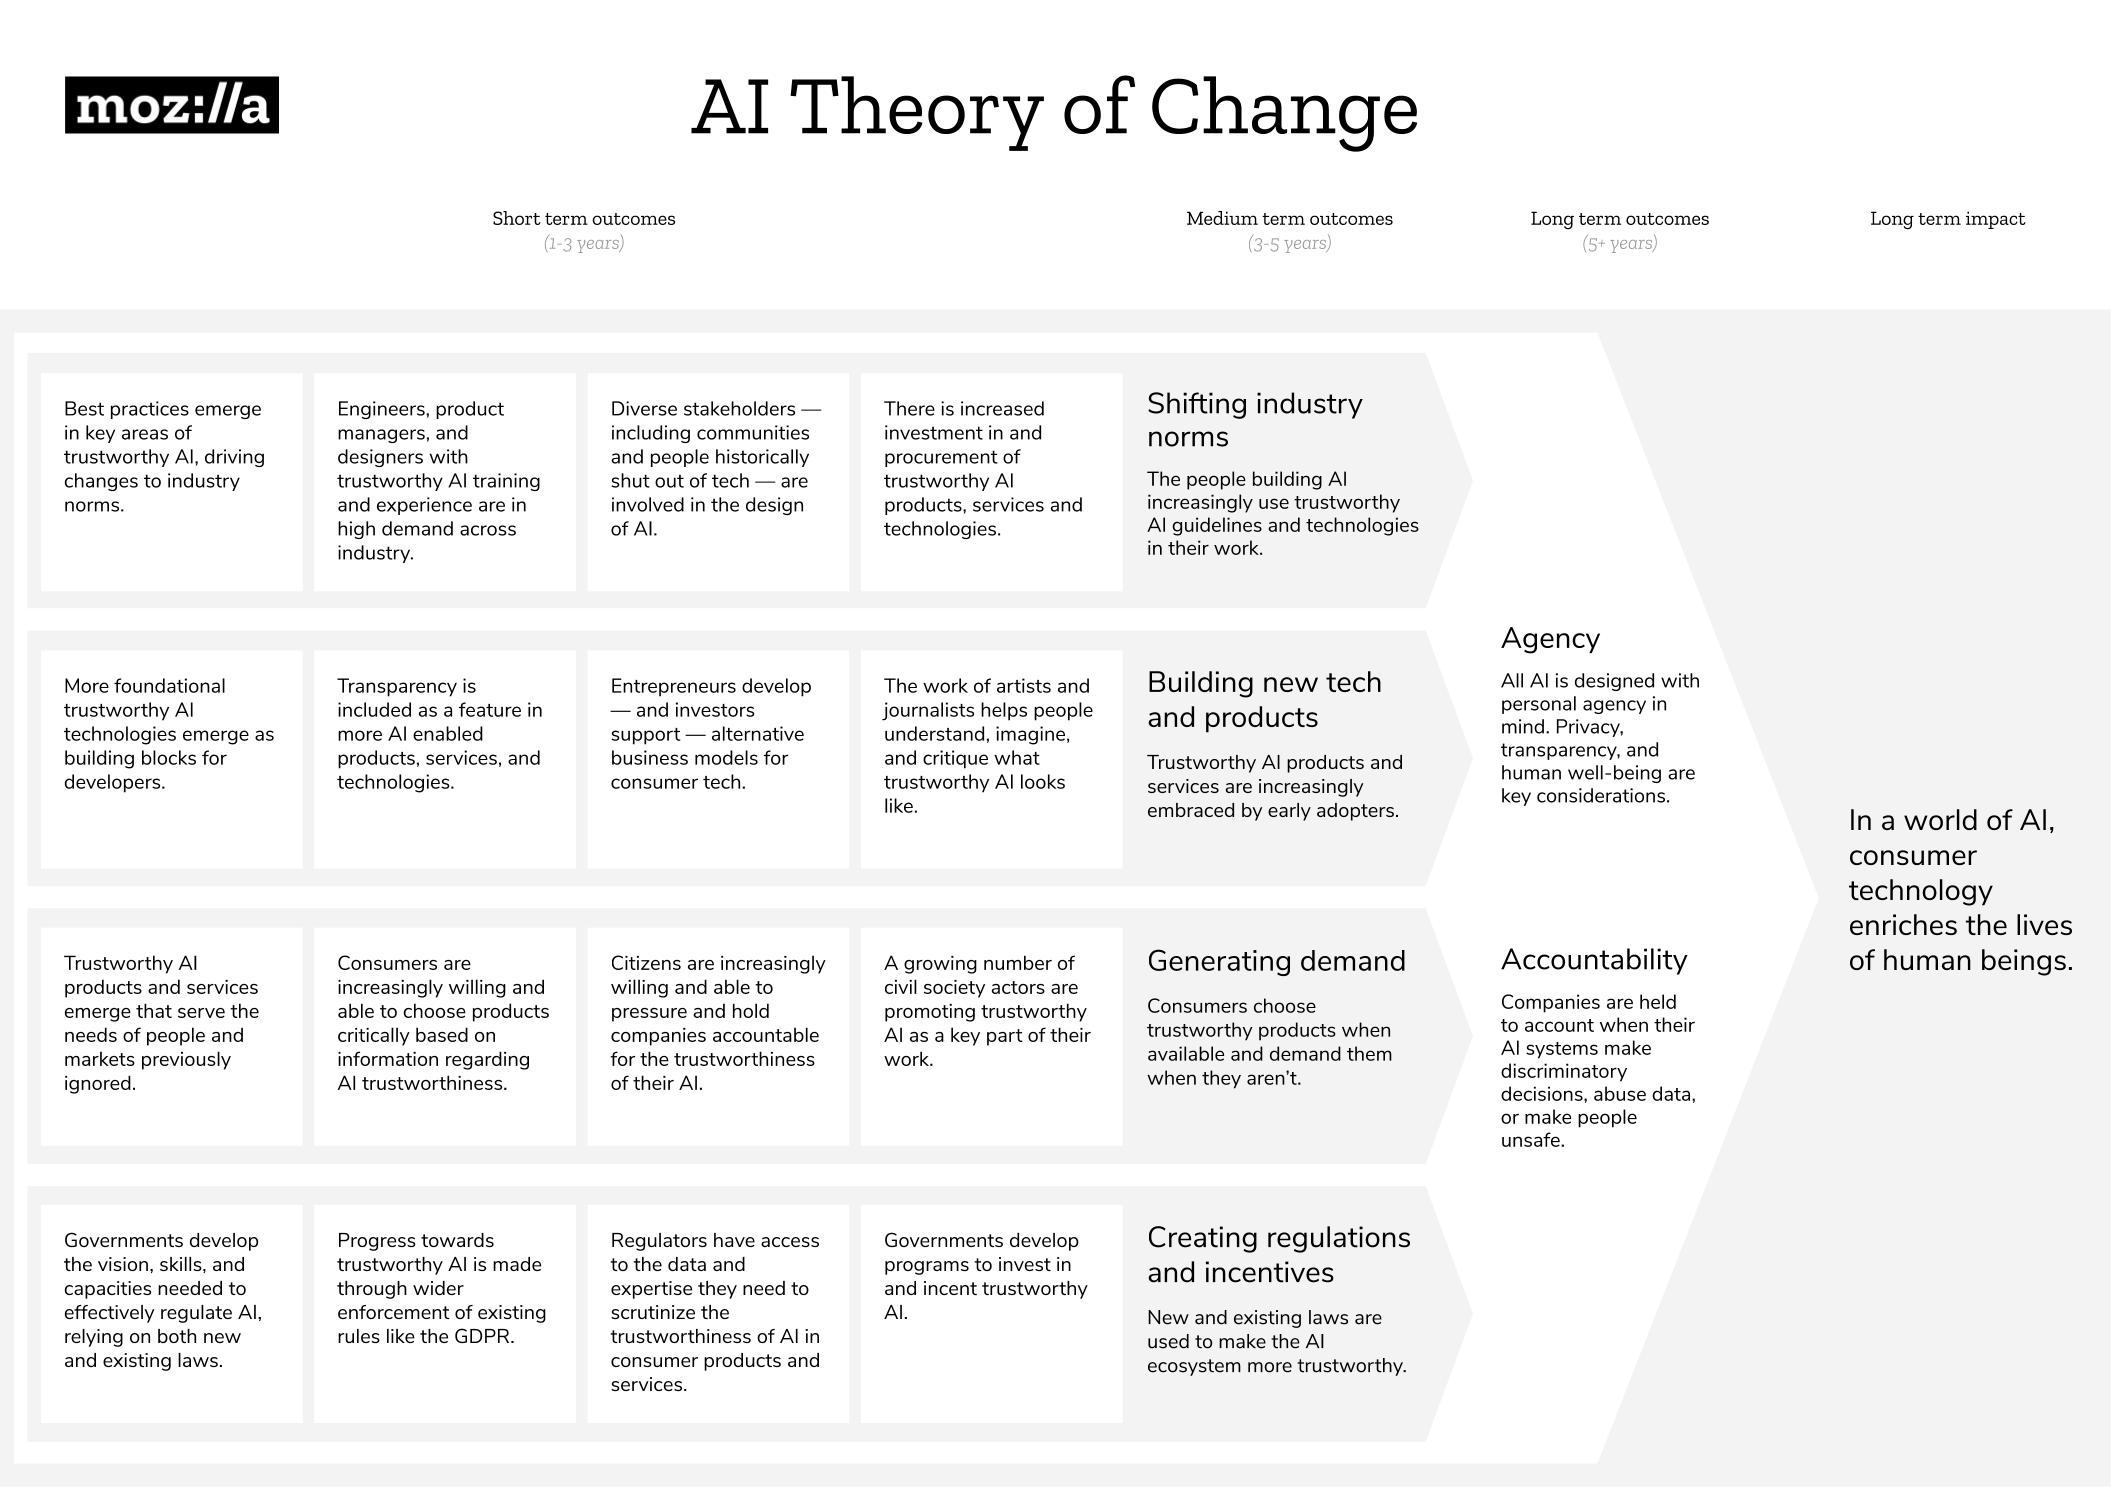 moz://a
AI Theory of Change
Short term outcomes
(1-3 years)
Medium term outcomes
(3-5 years)
Long term outcomes
(5+ years)
Long term impact
Best practices emerge
in key areas of
trustworthy AI, driving
changes to industry
norms.
Engineers, product
managers, and
designers with
trustworthy AI training
and experience are in
high demand across
industry.
Diverse stakeholders —
including communities
and people historically
shut out of tech — are
involved in the design
of AI.
There is increased
investment in and
procurement of
trustworthy AI
products, services and
technologies.
Shifting industry
norms
The people building AI
increasingly use trustworthy
AI guidelines and technologies
in their work.
More foundational
trustworthy AI
technologies emerge as
building blocks for
developers.
Transparency is
included as a feature in
more AI enabled
products, services, and
technologies.
Entrepreneurs develop
— and investors
support — alternative
business models for
consumer tech.
The work of artists and
journalists helps people
understand, imagine,
and critique what
trustworthy AI looks
like.
Building new tech
and products
Trustworthy AI products and
services are increasingly
embraced by early adopters.
Trustworthy AI
products and services
emerge that serve the
needs of people and
markets previously
ignored.
Consumers are
increasingly willing and
able to choose products
critically based on
information regarding
AI trustworthiness.
Citizens are increasingly
willing and able to
pressure and hold
companies accountable
for the trustworthiness
of their AI.
A growing number of
civil society actors are
promoting trustworthy
AI as a key part of their
work.
Generating demand
Consumers choose
trustworthy products when
available and demand them
when they aren’t.
Governments develop
the vision, skills, and
capacities needed to
effectively regulate AI,
relying on both new
and existing laws.
Progress towards
trustworthy AI is made
through wider
enforcement of existing
rules like the GDPR.
Regulators have access
to the data and
expertise they need to
scrutinize the
trustworthiness of AI in
consumer products and
services.
Governments develop
programs to invest in
and incent trustworthy
AI.
Creating regulations
and incentives
New and existing laws are
used to make the AI
ecosystem more trustworthy.
Agency
All AI is designed with
personal agency in
mind. Privacy,
transparency, and
human well-being are
key considerations.
Accountability
Companies are held
to account when their
AI systems make
discriminatory
decisions, abuse data,
or make people
unsafe.
In a world of AI,
consumer
technology
enriches the lives
of human beings.